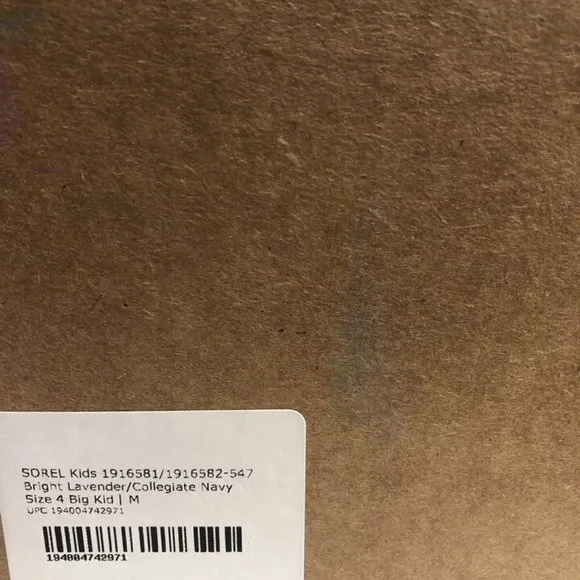 SOREL Kids 1916581/1916582-547
Bright Lavender/Collegiate Navy
Size 4 Big Kid | M
UPC 194004742971
194004742971